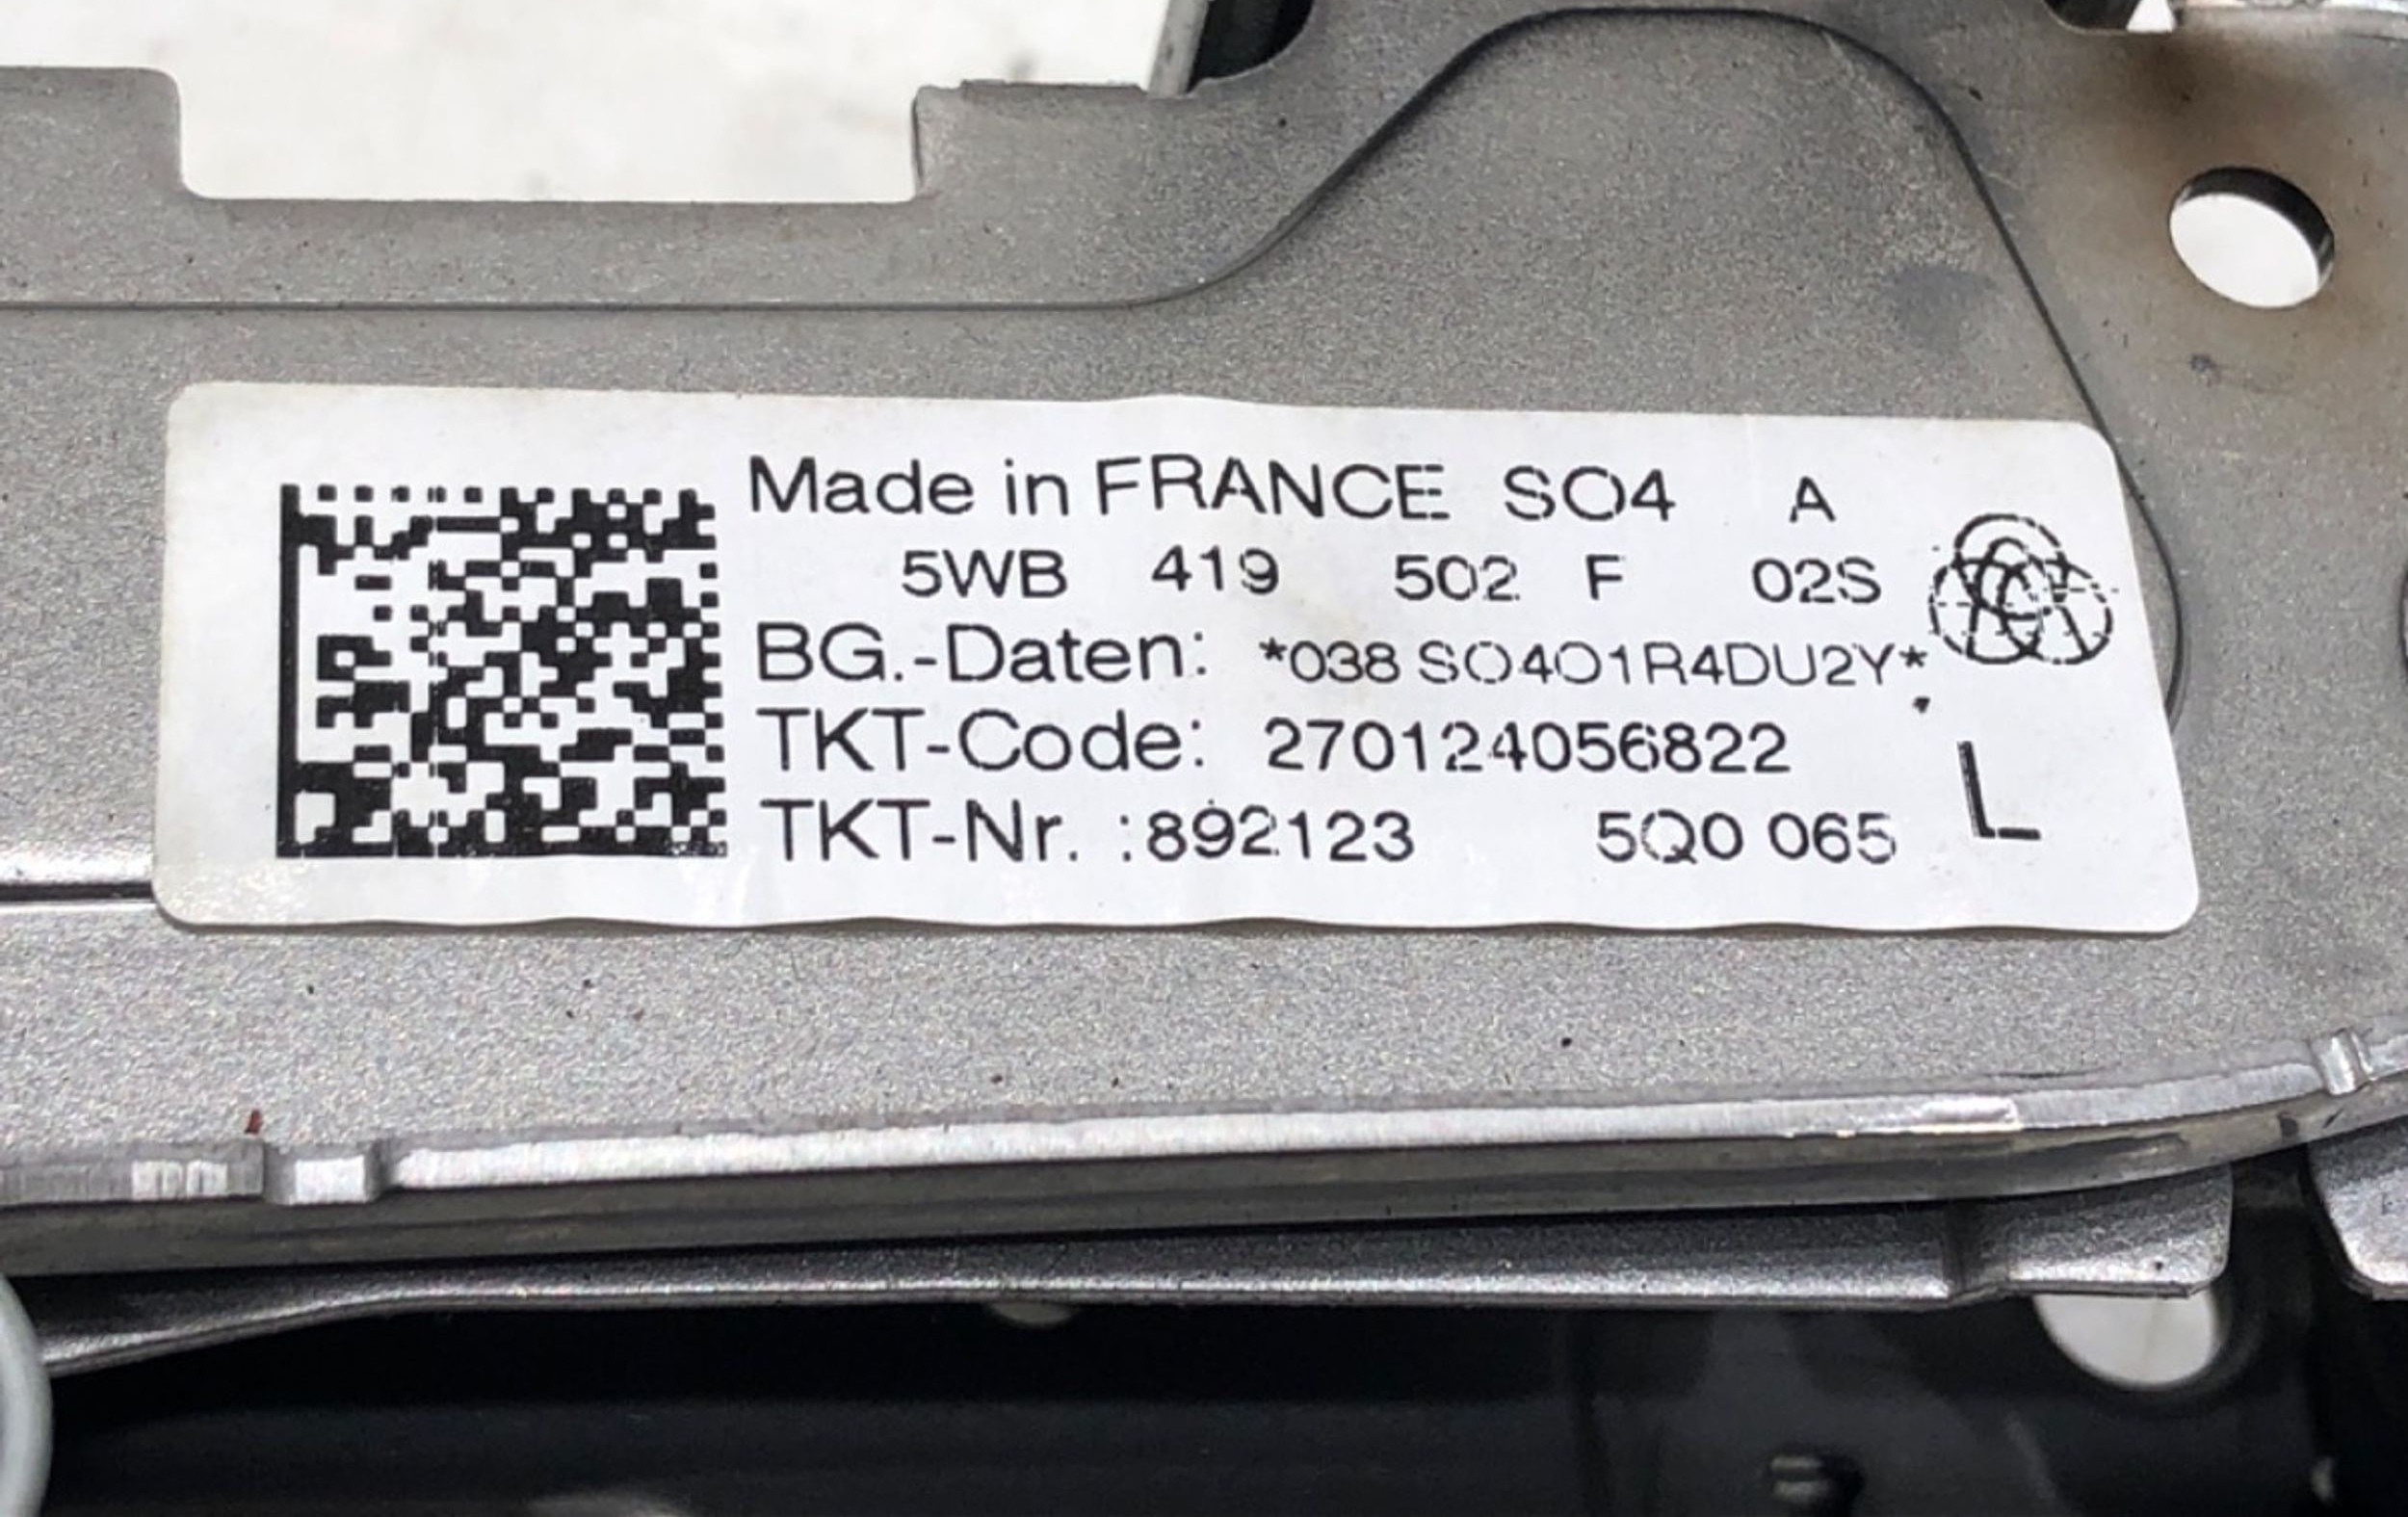 Made in FRANCE SO4 A
5WB 419 502 F 02S
BG.-Daten: *038 SO4O1R4DU2Y*
TKT-Code: 270124056822
TKT-Nr. :892123 5Q0 065
L